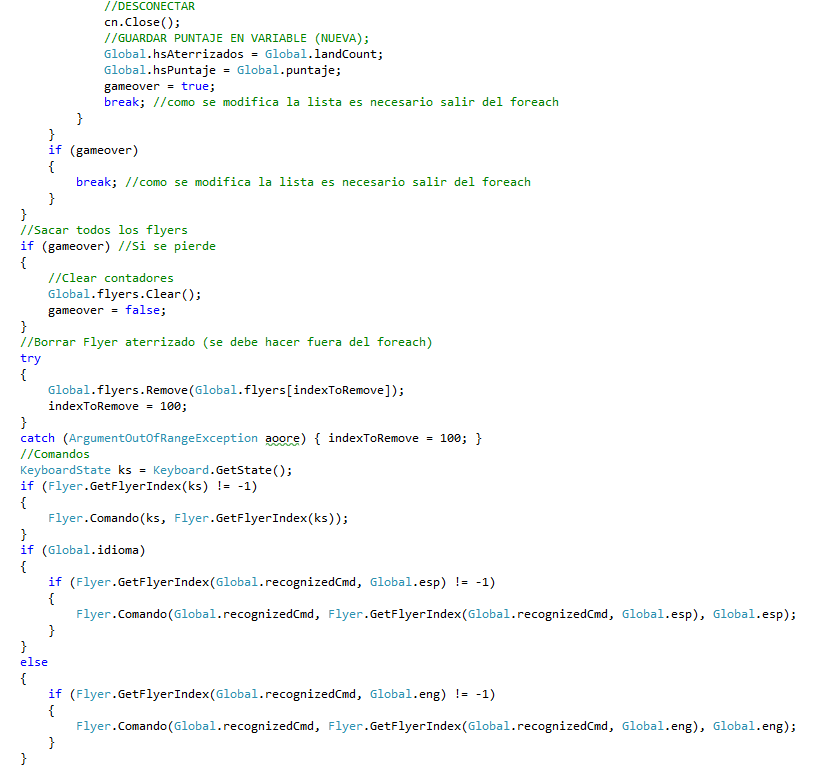 //DESCONECTAR
cn.Close();
//GUARDAR PUNTAJE EN VARIABLE (NUEVA);
Global.hsAterrizados = Global.landCount;
Global.hsPuntaje = Global.puntaje;
gameover = true;
break; //como se modifica la lista es necesario salir del foreach
}
}
if (gameover)
{
break; //como se modifica la lista es necesario salir del foreach
}
}
//Sacar todos los flyers
if (gameover) //Si se pierde
{
//Clear contadores
Global.flyers.Clear();
gameover = false;
}
//Borrar Flyer aterrizado (se debe hacer fuera del foreach)
try
{
Global.flyers.Remove(Global.flyers[indexToRemove]);
indexToRemove = 100;
}
catch (ArgumentOutOfRangeException aoore) { indexToRemove = 100; }
//Comandos
KeyboardState ks = Keyboard.GetState();
if (Flyer.GetFlyerIndex(ks) != -1)
{
Flyer.Comando(ks, Flyer.GetFlyerIndex(ks));
}
if (Global.idioma)
{
if (Flyer.GetFlyerIndex(Global.recognizedCmd, Global.esp) != -1)
{
Flyer.Comando(Global.recognizedCmd, Flyer.GetFlyerIndex(Global.recognizedCmd, Global.esp), Global.esp);
}
}
else
{
if (Flyer.GetFlyerIndex(Global.recognizedCmd, Global.eng) != -1)
{
Flyer.Comando(Global.recognizedCmd, Flyer.GetFlyerIndex(Global.recognizedCmd, Global.eng), Global.eng);
}
}